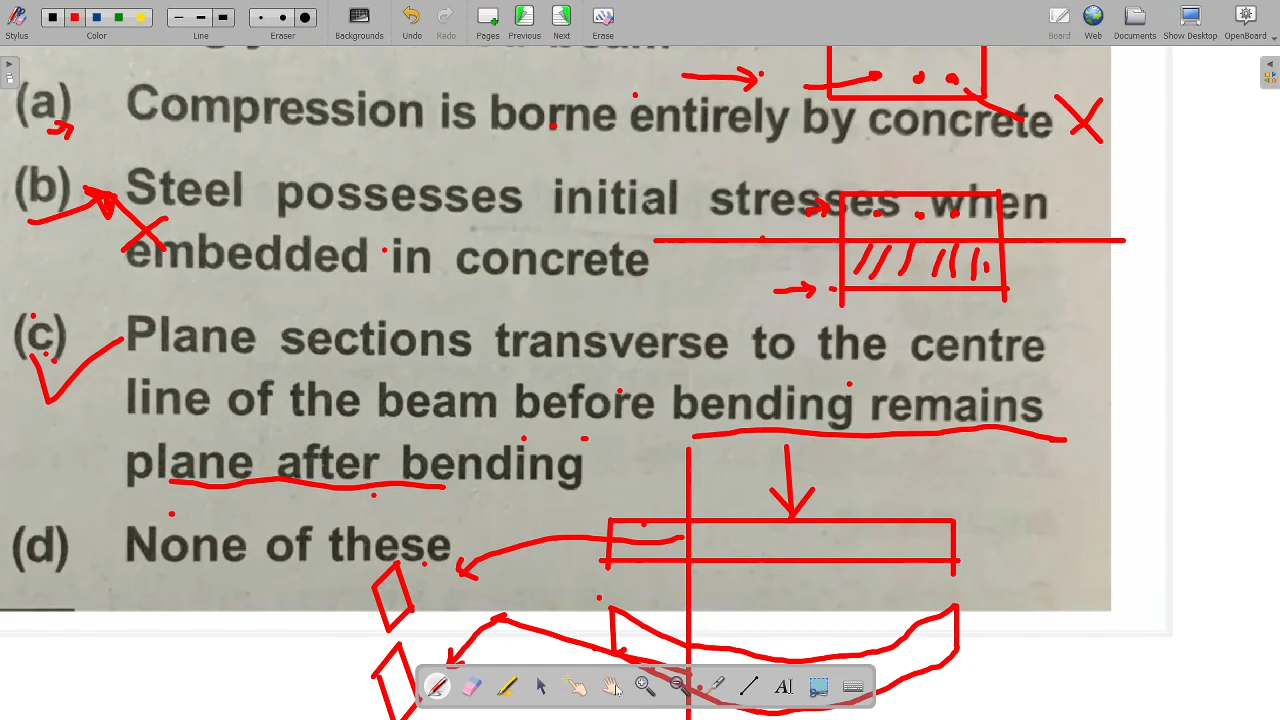 Stylus Color Line Eraser Backgrounds Undo Redo Pages Previous Next Erase Board Web Documents Show Desktop OpenBoard
beam
(a) Compression is borne entirely by concrete
(b) Steel possesses initial stresses when
embedded in concrete
(c) Plane sections transverse to the centre
line of the beam before bending remains
plane after bending
(d) None of these